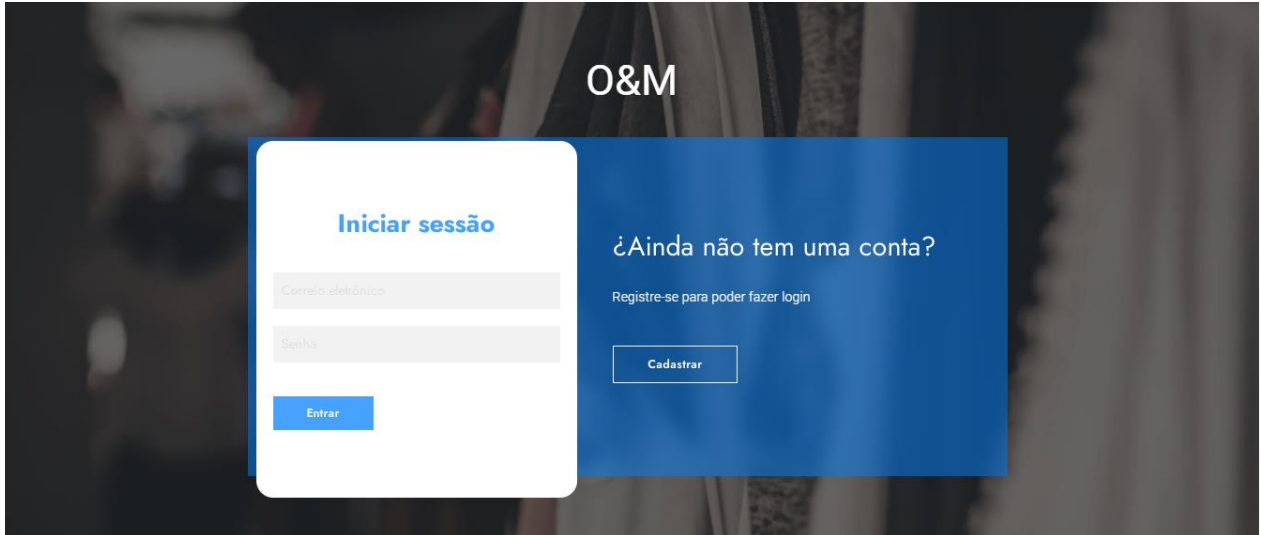 O&M
Iniciar sessão
Correio eletrônico
Senha
Entrar
¿Ainda não tem uma conta?
Registre-se para poder fazer login
Cadastrar